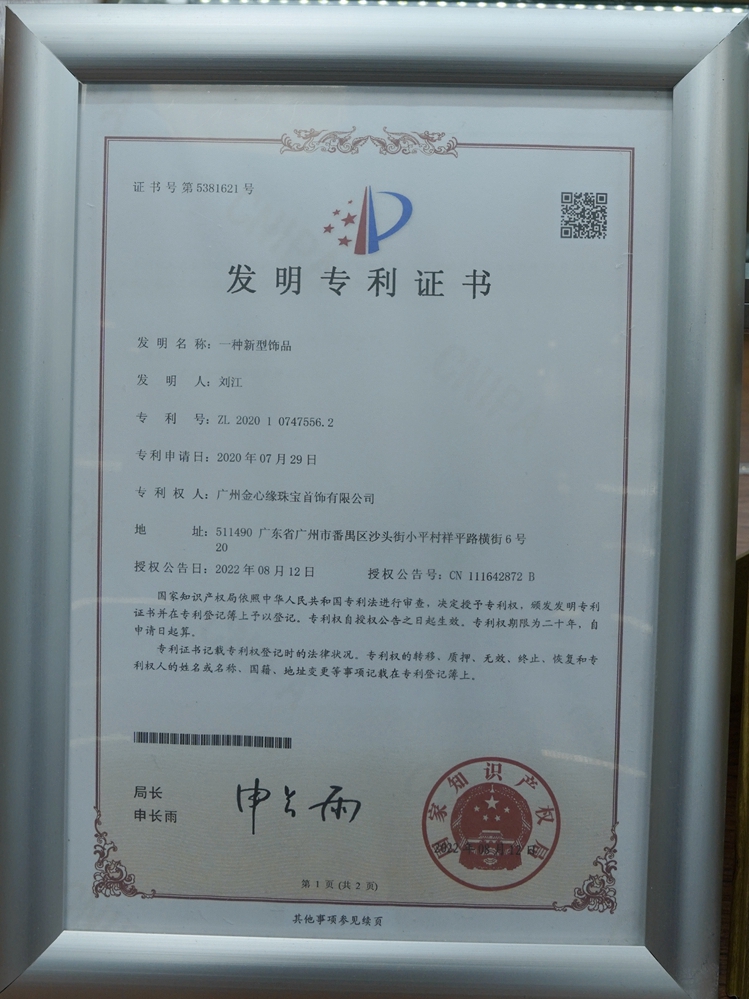 证书号第5381621号
发明专利证书
发明名称：一种新型饰品
发明人：刘江
专利号：ZL 2020 1 0747556.2
专利申请日：2020年07月29日
专利权人：广州金心缘珠宝首饰有限公司
地址：511490 广东省广州市番禺区沙头街小平村祥平路横街6号
20
授权公告日：2022年08月12日 授权公告号：CN 111642872 B
国家知识产权局依照中华人民共和国专利法进行审查，决定授予专利权，颁发发明专利
证书并在专利登记簿上予以登记。专利权自授权公告之日起生效。专利权期限为二十年，自
申请日起算。
专利证书记载专利权登记时的法律状况。专利权的转移、质押、无效、终止、恢复和专
利权人的姓名或名称、国籍、地址变更等事项记载在专利登记簿上。
局长
申长雨
申长雨
国家知识产权局
2022年08月12日
第1页(共2页)
其他事项参见续页